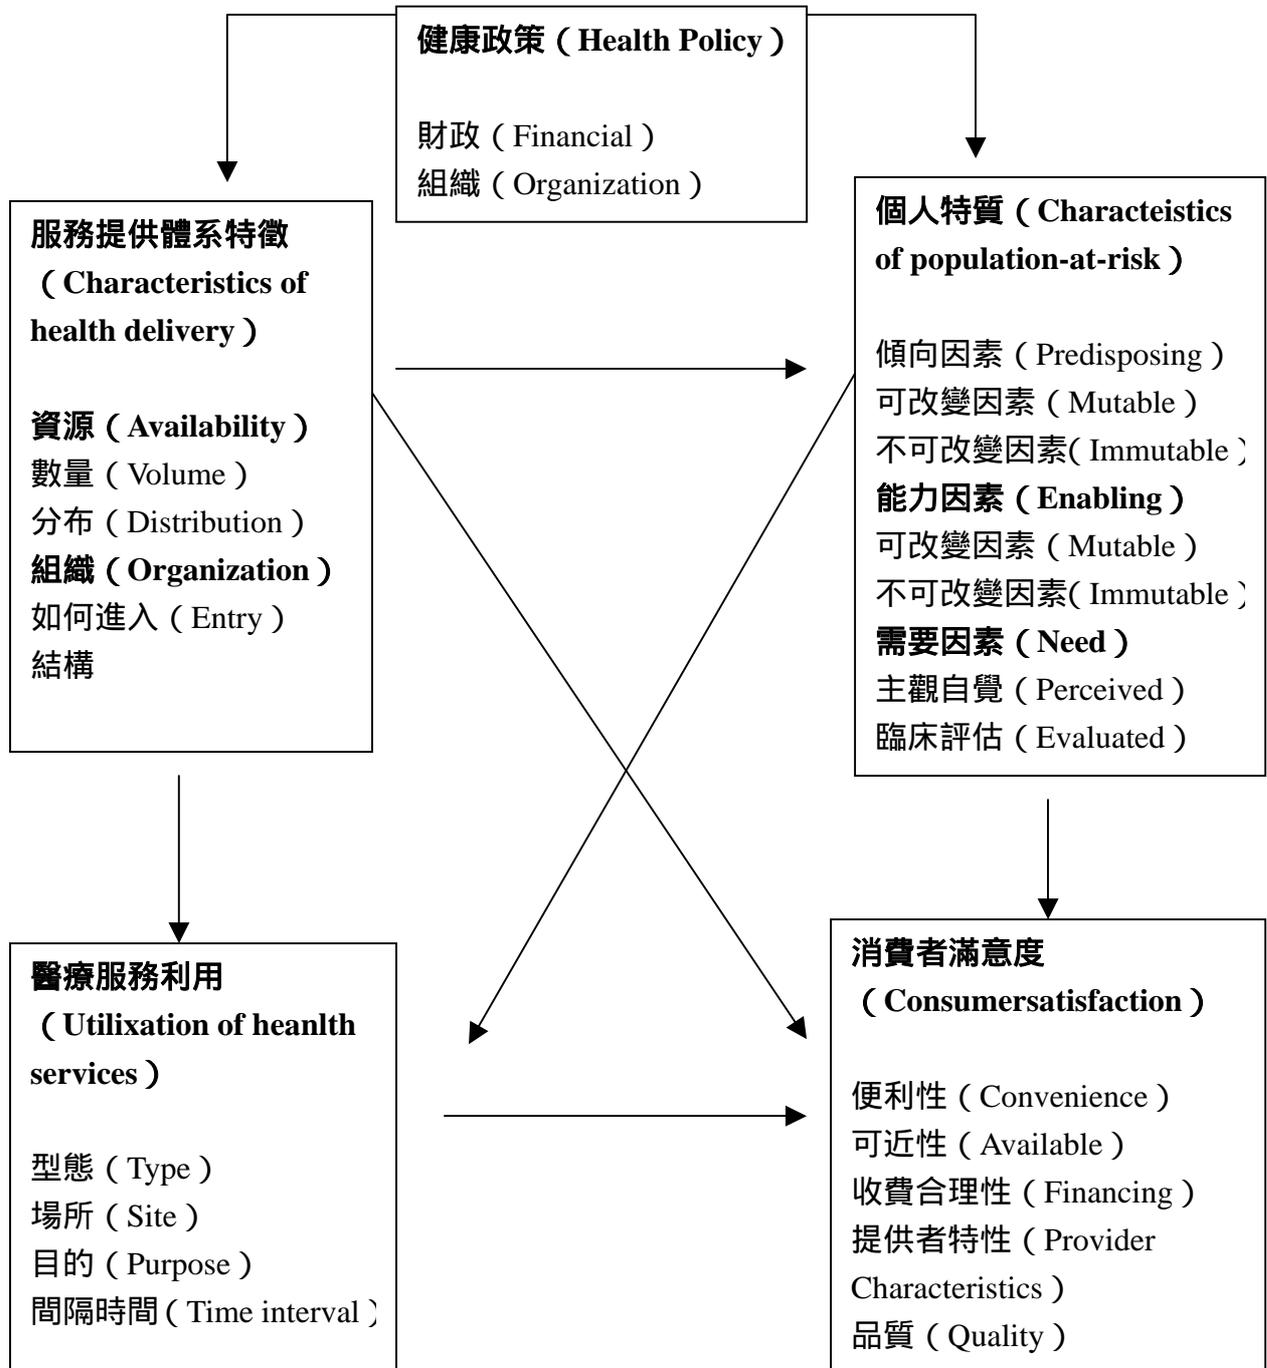 健康政策（Health Policy）
財政（Financial）
組織（Organization）
服務提供體系特徵
（Characteristics of
health delivery）
資源（Availability）
數量（Volume）
分布（Distribution）
組織（Organization）
如何進入（Entry）
結構
個人特質（Characteistics
of population-at-risk）
傾向因素（Predisposing）
可改變因素（Mutable）
不可改變因素（Immutable）
能力因素（Enabling）
可改變因素（Mutable）
不可改變因素（Immutable）
需要因素（Need）
主觀自覺（Perceived）
臨床評估（Evaluated）
醫療服務利用
（Utilixation of heanlth
services）
型態（Type）
場所（Site）
目的（Purpose）
間隔時間（Time interval）
消費者滿意度
（Consumersatisfaction）
便利性（Convenience）
可近性（Available）
收費合理性（Financing）
提供者特性（Provider
Characteristics）
品質（Quality）